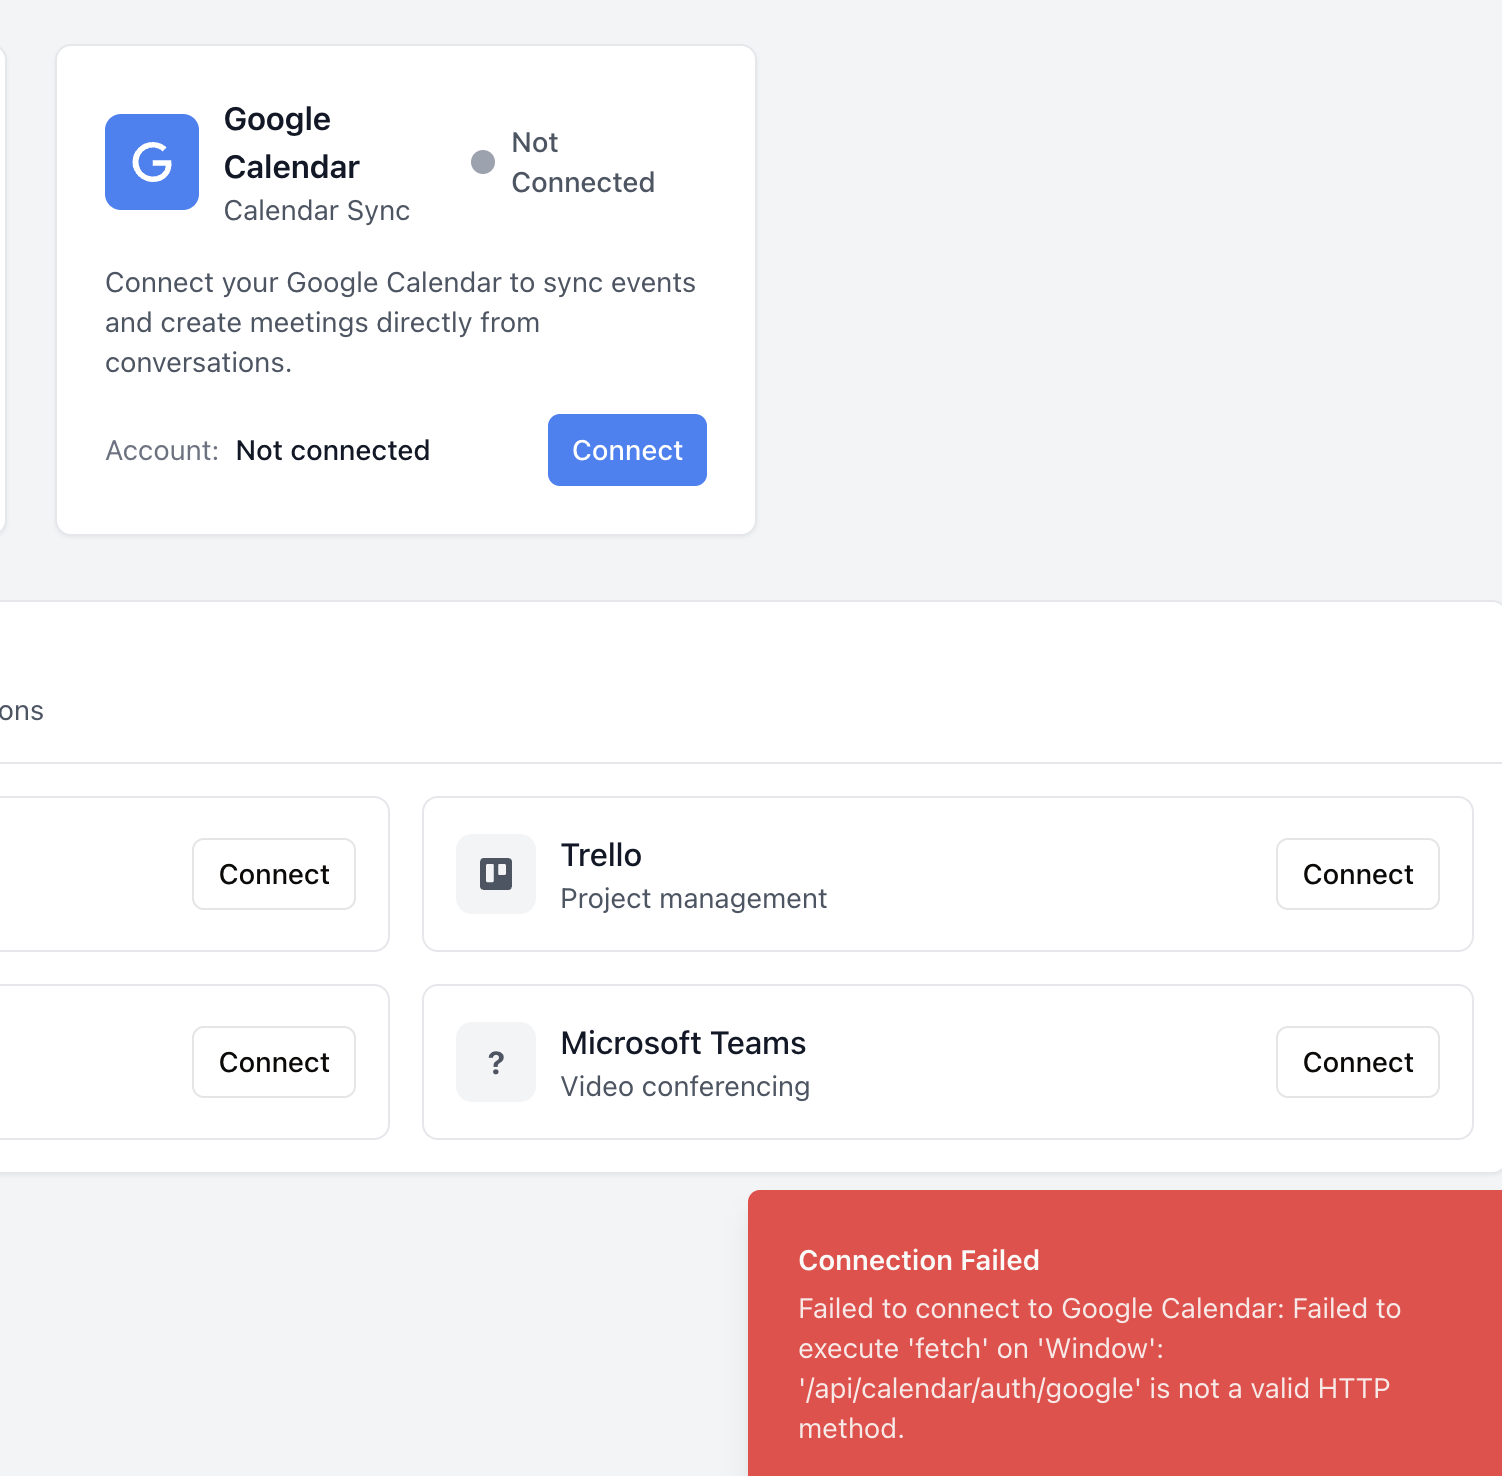 G
Google
Calendar
Calendar Sync
Not
Connected
Connect your Google Calendar to sync events
and create meetings directly from
conversations.
Account: Not connected
Connect
ons
Connect
Trello
Project management
Connect
Connect
?
Microsoft Teams
Video conferencing
Connect
Connection Failed
Failed to connect to Google Calendar: Failed to
execute 'fetch' on 'Window':
'/api/calendar/auth/google' is not a valid HTTP
method.